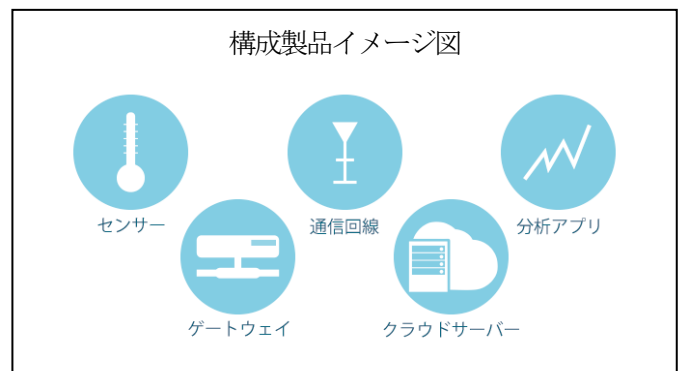 構成製品イメージ図
センサー
通信回線
分析アプリ
ゲートウェイ
クラウドサーバー